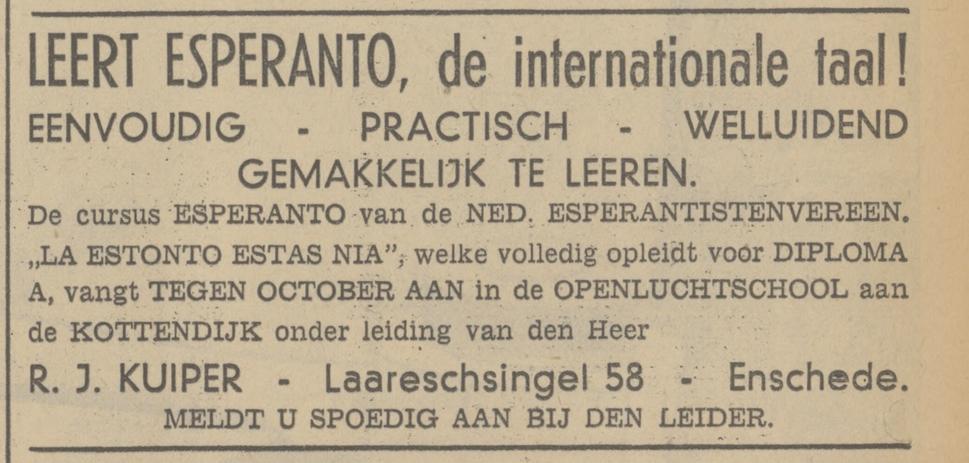 LEERT ESPERANTO, de internationale taal!
EENVOUDIG - PRACTISCH - WELLUIDEND
GEMAKKELIJK TE LEEREN.
De cursus ESPERANTO van de NED. ESPERANTISTENVEREEN.
„LA ESTONTO ESTAS NIA”, welke volledig opleidt voor DIPLOMA
A, vangt TEGEN OCTOBER AAN in de OPENLUCHTSCHOOL aan
de KOTTENDIJK onder leiding van den Heer
R. J. KUIPER - Laareschsingel 58 - Enschede.
MELDT U SPOEDIG AAN BIJ DEN LEIDER.